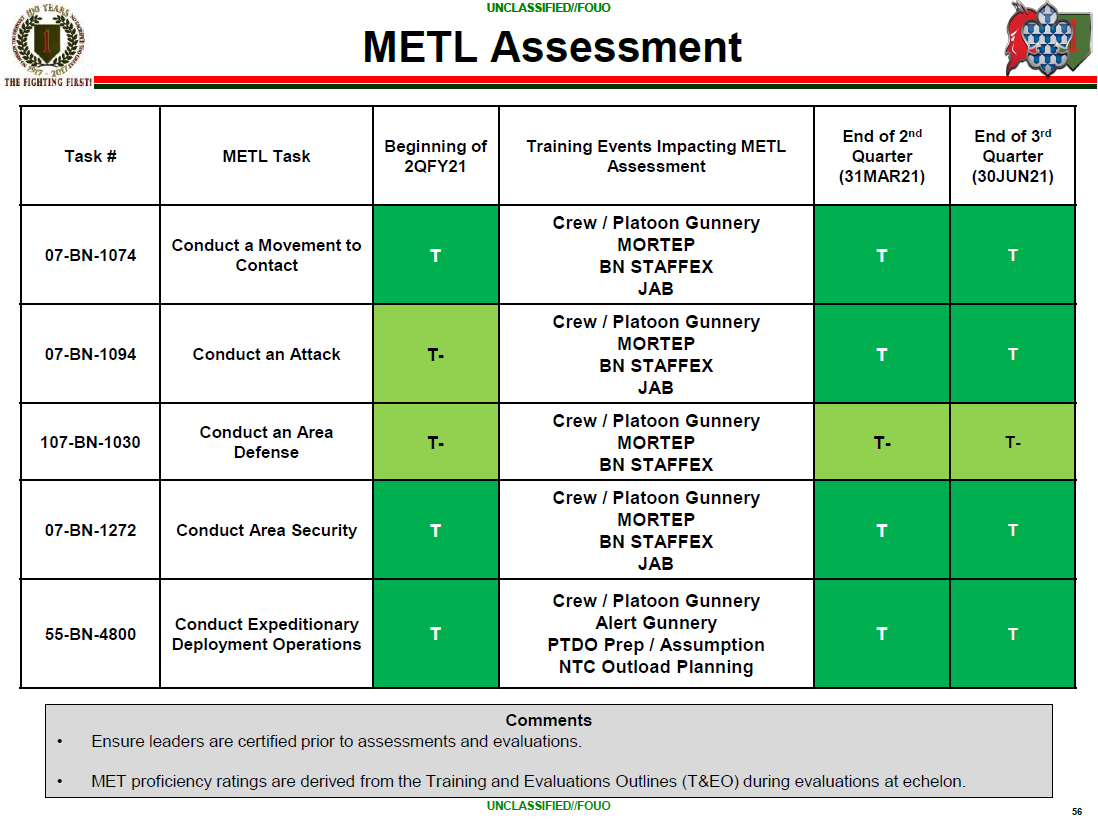 UNCLASSIFIED//FOUO
100 YEARS
1
1917 - 2017
THE FIGHTING FIRST!
METL Assessment
1
Task #
METL Task
Beginning of
2QFY21
Training Events Impacting METL
Assessment
End of 2nd
Quarter
(31MAR21)
End of 3rd
Quarter
(30JUN21)
07-BN-1074
Conduct a Movement to
Contact
T
Crew / Platoon Gunnery
MORTEP
BN STAFFEX
JAB
T
T
07-BN-1094
Conduct an Attack
T-
Crew / Platoon Gunnery
MORTEP
BN STAFFEX
JAB
T
T
107-BN-1030
Conduct an Area
Defense
T-
Crew / Platoon Gunnery
MORTEP
BN STAFFEX
T-
T-
07-BN-1272
Conduct Area Security
T
Crew / Platoon Gunnery
MORTEP
BN STAFFEX
JAB
T
T
55-BN-4800
Conduct Expeditionary
Deployment Operations
T
Crew / Platoon Gunnery
Alert Gunnery
PTDO Prep / Assumption
NTC Outload Planning
T
T
Comments
• Ensure leaders are certified prior to assessments and evaluations.
• MET proficiency ratings are derived from the Training and Evaluations Outlines (T&EO) during evaluations at echelon.
UNCLASSIFIED//FOUO
56